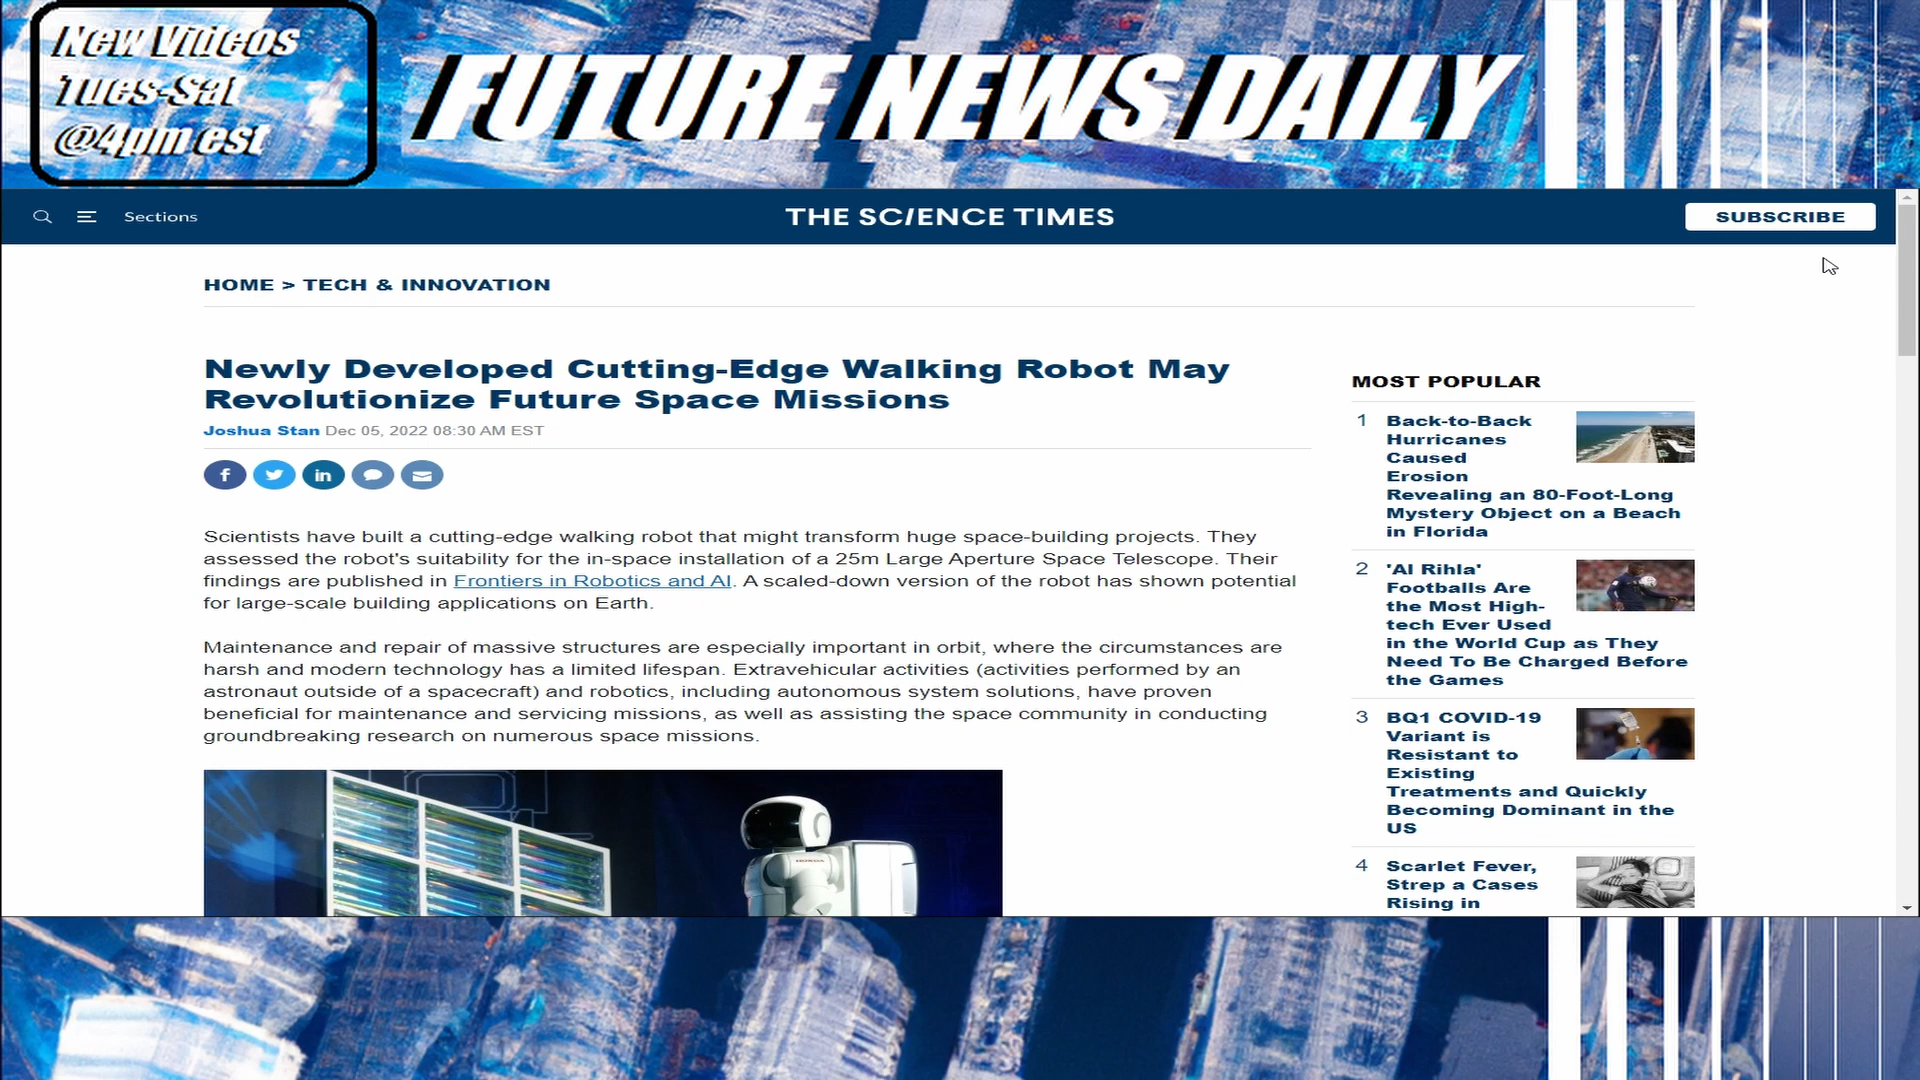 New Videos
Tues-Sat
@4pm est
FUTURE NEWS DAILY
Sections
THE SCIENCE TIMES
SUBSCRIBE
HOME > TECH & INNOVATION
Newly Developed Cutting-Edge Walking Robot May
Revolutionize Future Space Missions
Joshua Stan Dec 05, 2022 08:30 AM EST
f
in
Scientists have built a cutting-edge walking robot that might transform huge space-building projects. They
assessed the robot's suitability for the in-space installation of a 25m Large Aperture Space Telescope. Their
findings are published in Frontiers in Robotics and AI. A scaled-down version of the robot has shown potential
for large-scale building applications on Earth.
Maintenance and repair of massive structures are especially important in orbit, where the circumstances are
harsh and modern technology has a limited lifespan. Extravehicular activities (activities performed by an
astronaut outside of a spacecraft) and robotics, including autonomous system solutions, have proven
beneficial for maintenance and servicing missions, as well as assisting the space community in conducting
groundbreaking research on numerous space missions.
HONDA
MOST POPULAR
1 Back-to-Back
Hurricanes
Caused
Erosion
Revealing an 80-Foot-Long
Mystery Object on a Beach
in Florida
2 'Al Rihla'
Footballs Are
the Most High-
tech Ever Used
in the World Cup as They
Need To Be Charged Before
the Games
3 BQ1 COVID-19
Variant is
Resistant to
Existing
Treatments and Quickly
Becoming Dominant in the
US
4 Scarlet Fever,
Strep a Cases
Rising in